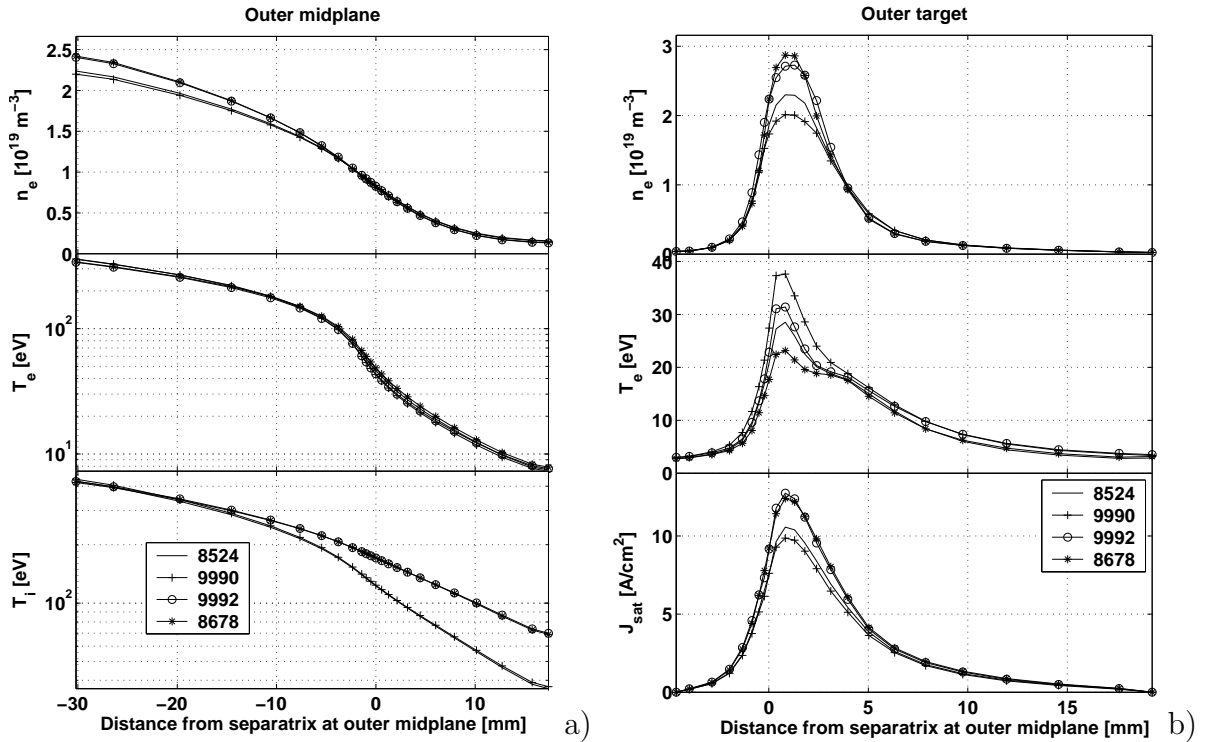 Outer midplane
2.5
2
1.5
1
0.5
0
n_e [10^19 m^−3]
10^2
10^1
T_e [eV]
10^2
T_i [eV]
8524
9990
9992
8678
−30 −20 −10 0 10
Distance from separatrix at outer midplane [mm]
a)
Outer target
3
2
1
0
n_e [10^19 m^−3]
40
30
20
10
0
T_e [eV]
10
5
0
J_sat [A/cm^2]
8524
9990
9992
8678
0 5 10 15
Distance from separatrix at outer midplane [mm]
b)